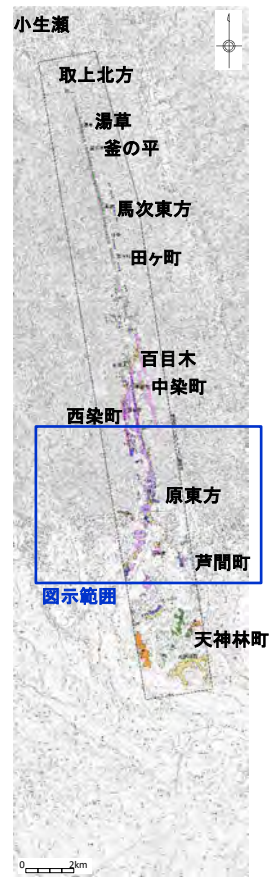 小生瀬
取上北方
湯草
釜の平
馬次東方
田ヶ町
百目木
中染町
西染町
原東方
芦間町
図示範囲
天神林町
0 2km